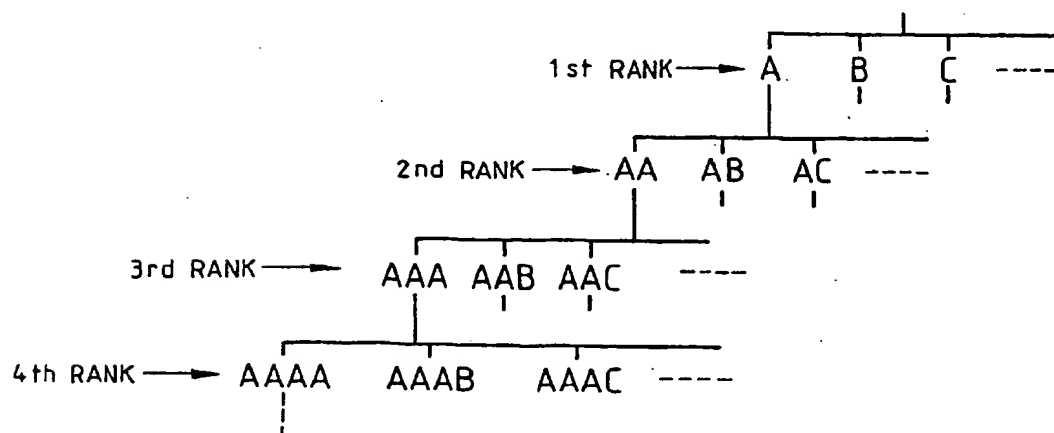 1st RANK A B C
2nd RANK AA AB AC
3rd RANK AAA AAB AAC
4th RANK AAAA AAAB AAAC